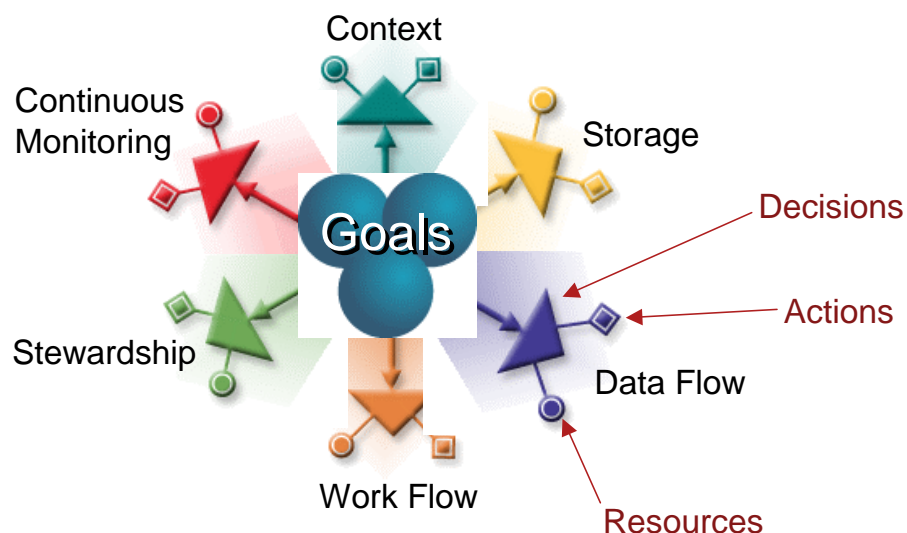 Context
Continuous
Monitoring
Storage
Decisions
Goals
Actions
Stewardship
Data Flow
Work Flow
Resources